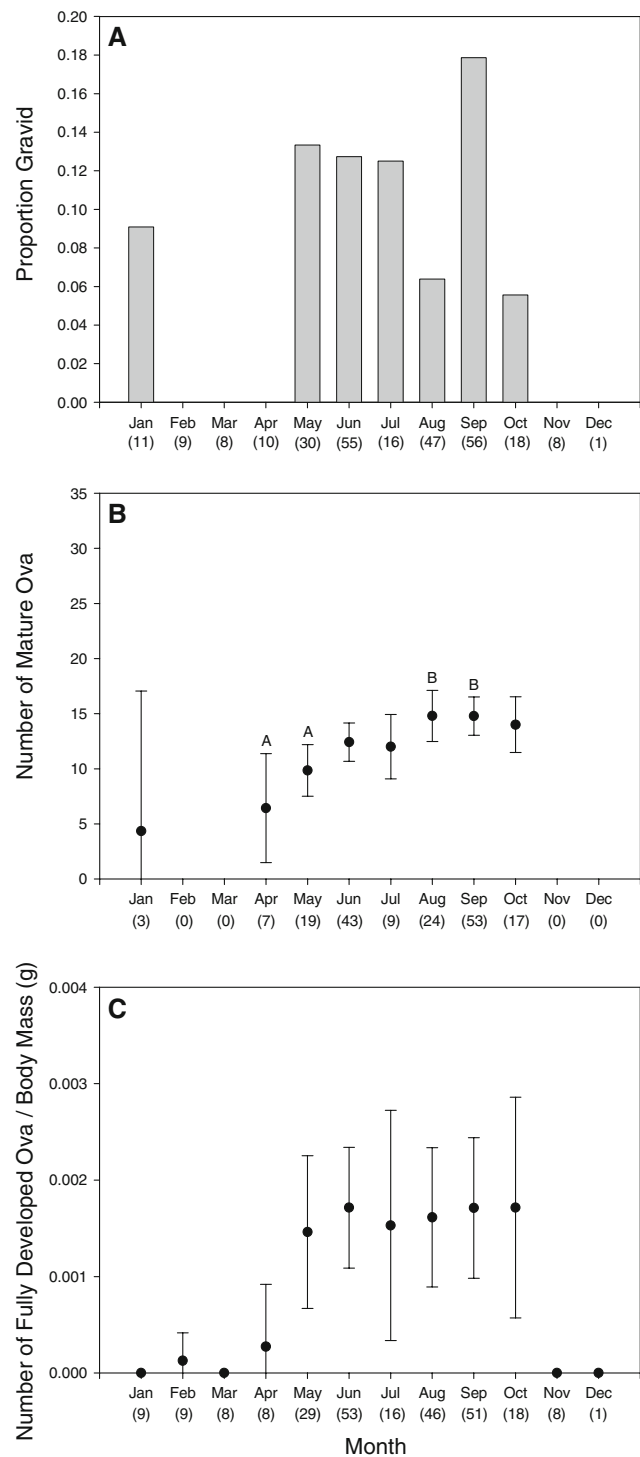 A
Proportion Gravid
0.20
0.18
0.16
0.14
0.12
0.10
0.08
0.06
0.04
0.02
0.00
Jan Feb Mar Apr May Jun Jul Aug Sep Oct Nov Dec
(11) (9) (8) (10) (30) (55) (16) (47) (56) (18) (8) (1)
B
Number of Mature Ova
35
30
25
20
15
10
5
0
A A B B
Jan Feb Mar Apr May Jun Jul Aug Sep Oct Nov Dec
(3) (0) (0) (7) (19) (43) (9) (24) (53) (17) (0) (0)
C
Number of Fully Developed Ova / Body Mass (g)
0.004
0.003
0.002
0.001
0.000
Jan Feb Mar Apr May Jun Jul Aug Sep Oct Nov Dec
(9) (9) (8) (8) (29) (53) (16) (46) (51) (18) (8) (1)
Month